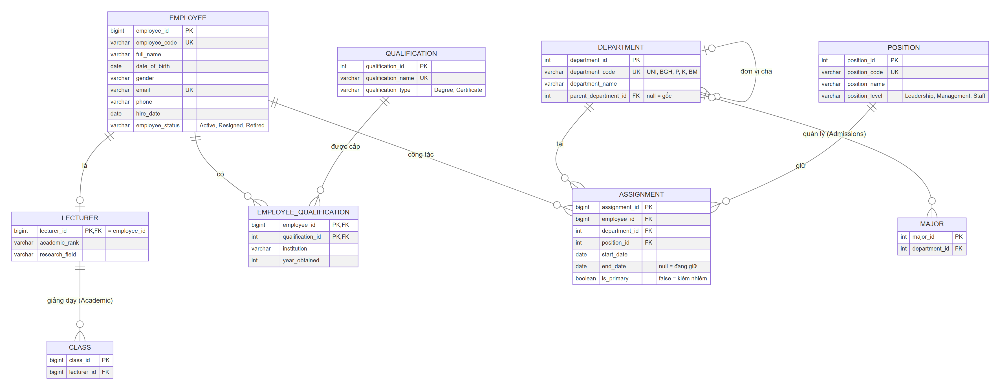 EMPLOYEE
bigint employee_id PK
varchar employee_code UK
varchar full_name
date date_of_birth
varchar gender
varchar email UK
varchar phone
date hire_date
varchar employee_status Active, Resigned, Retired
QUALIFICATION
int qualification_id PK
varchar qualification_name UK
varchar qualification_type Degree, Certificate
DEPARTMENT
int department_id PK
varchar department_code UK UNI, BGH, P, K, BM
varchar department_name
int parent_department_id FK null = gốc
đơn vị cha
POSITION
int position_id PK
varchar position_code UK
varchar position_name
varchar position_level Leadership, Management, Staff
là
có
được cấp
công tác
tại
quản lý (Admissions)
giữ
LECTURER
bigint lecturer_id PK,FK = employee_id
varchar academic_rank
varchar research_field
EMPLOYEE_QUALIFICATION
bigint employee_id PK,FK
int qualification_id PK,FK
varchar institution
int year_obtained
ASSIGNMENT
bigint assignment_id PK
bigint employee_id FK
int department_id FK
int position_id FK
date start_date
date end_date null = đang giữ
boolean is_primary false = kiêm nhiệm
MAJOR
int major_id PK
int department_id FK
giảng dạy (Academic)
CLASS
bigint class_id PK
bigint lecturer_id FK